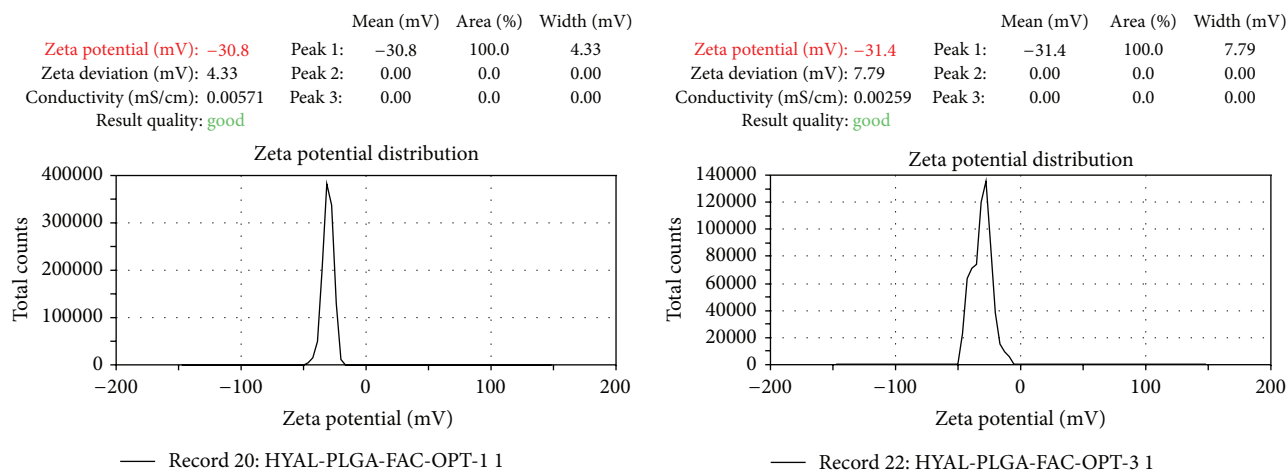 Mean (mV) Area (%) Width (mV)
Zeta potential (mV): −30.8 Peak 1: −30.8 100.0 4.33
Zeta deviation (mV): 4.33 Peak 2: 0.00 0.0 0.00
Conductivity (mS/cm): 0.00571 Peak 3: 0.00 0.0 0.00
Result quality: good
Zeta potential distribution
400000
300000
200000
100000
0
Total counts
−200 −100 0 100 200
Zeta potential (mV)
Record 20: HYAL-PLGA-FAC-OPT-1 1
Mean (mV) Area (%) Width (mV)
Zeta potential (mV): −31.4 Peak 1: −31.4 100.0 7.79
Zeta deviation (mV): 7.79 Peak 2: 0.00 0.0 0.00
Conductivity (mS/cm): 0.00259 Peak 3: 0.00 0.0 0.00
Result quality: good
Zeta potential distribution
140000
120000
100000
80000
60000
40000
20000
0
Total counts
−200 −100 0 100 200
Zeta potential (mV)
Record 22: HYAL-PLGA-FAC-OPT-3 1